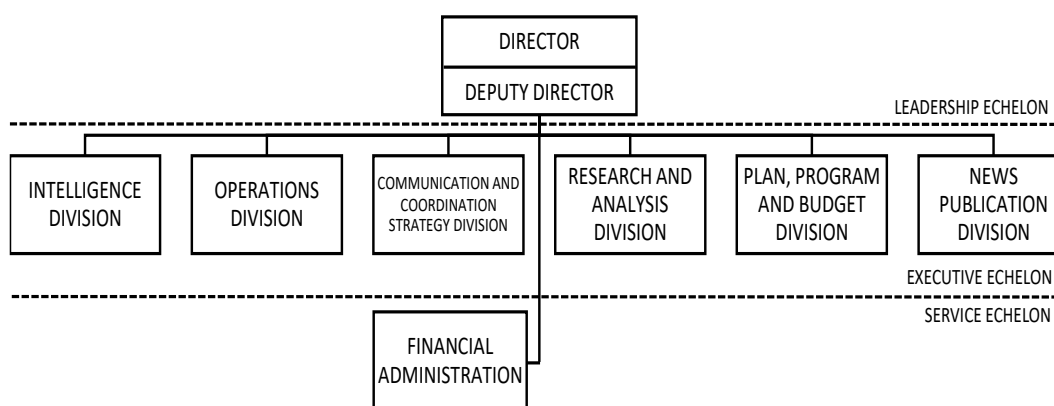 DIRECTOR
DEPUTY DIRECTOR
LEADERSHIP ECHELON
INTELLIGENCE
DIVISION
OPERATIONS
DIVISION
COMMUNICATION AND
COORDINATION
STRATEGY DIVISION
RESEARCH AND
ANALYSIS
DIVISION
PLAN, PROGRAM
AND BUDGET
DIVISION
NEWS
PUBLICATION
DIVISION
EXECUTIVE ECHELON
SERVICE ECHELON
FINANCIAL
ADMINISTRATION